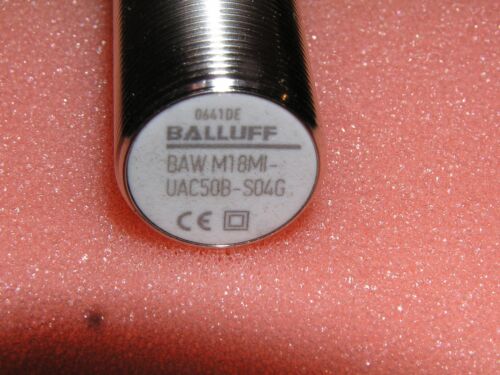 0641DE
BALLUFF
BAW M18MI-
UAC50B-S04G
CE